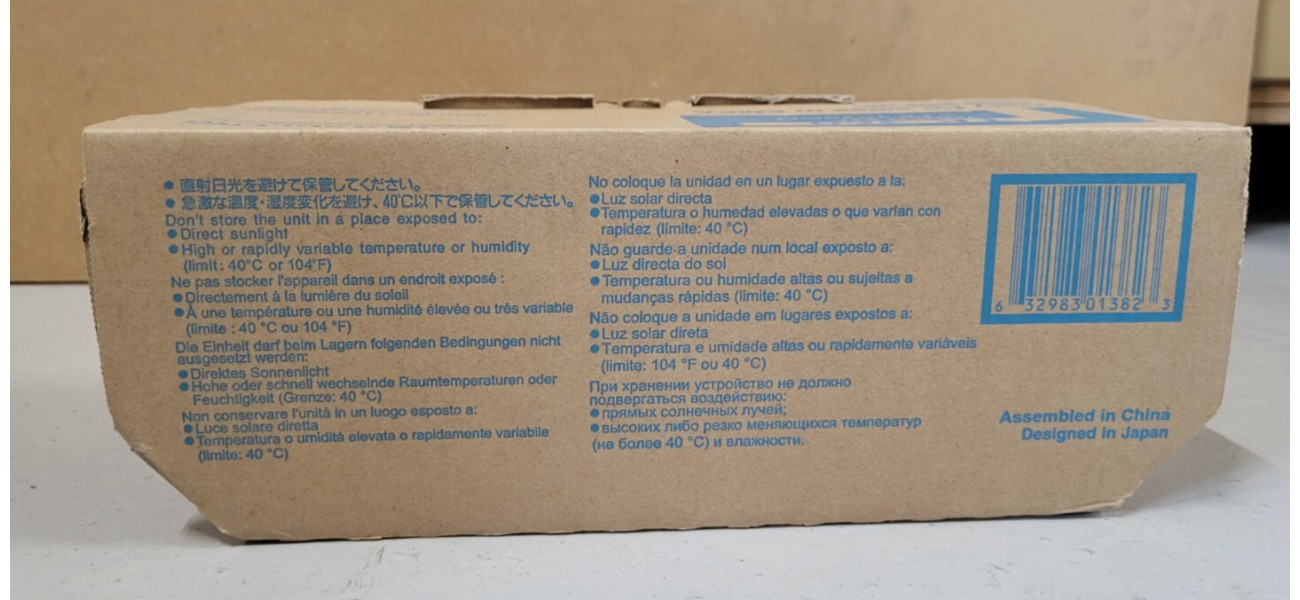 ● 直射日光を避けて保管してください。
● 急激な温度・湿度変化を避け、40℃以下で保管してください。
Don't store the unit in a place exposed to:
● Direct sunlight
● High or rapidly variable temperature or humidity
(limit: 40°C or 104°F)
Ne pas stocker l'appareil dans un endroit exposé :
● Directement à la lumière du soleil
● À une température ou une humidité élevée ou très variable
(limite : 40 °C ou 104 °F)
Die Einheit darf beim Lagern folgenden Bedingungen nicht
ausgesetzt werden:
● Direktes Sonnenlicht
● Hohe oder schnell wechselnde Raumtemperaturen oder
Feuchtigkeit (Grenze: 40 °C)
Non conservare l'unità in un luogo esposto a:
● Luce solare diretta
● Temperatura o umidità elevata o rapidamente variabile
(limite: 40 °C)
No coloque la unidad en un lugar expuesto a la:
● Luz solar directa
● Temperatura o humedad elevadas o que varían con
rapidez (límite: 40 °C)
Não guarde-a unidade num local exposto a:
● Luz directa do sol
● Temperatura ou humidade altas ou sujeitas a
mudanças rápidas (limite: 40 °C)
Não coloque a unidade em lugares expostos a:
● Luz solar direta
● Temperatura e umidade altas ou rapidamente variáveis
(limite: 104 °F ou 40 °C)
При хранении устройство не должно
подвергаться воздействию:
● прямых солнечных лучей;
● высоких либо резко меняющихся температур
(не более 40 °C) и влажности.
6 32983 01382 3
Assembled in China
Designed in Japan